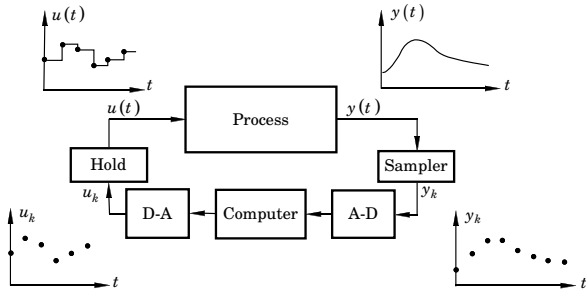 u(t)
y(t)
t
t
u(t)
Process
y(t)
Hold
Sampler
u_k
y_k
D-A
Computer
A-D
u_k
y_k
t
t